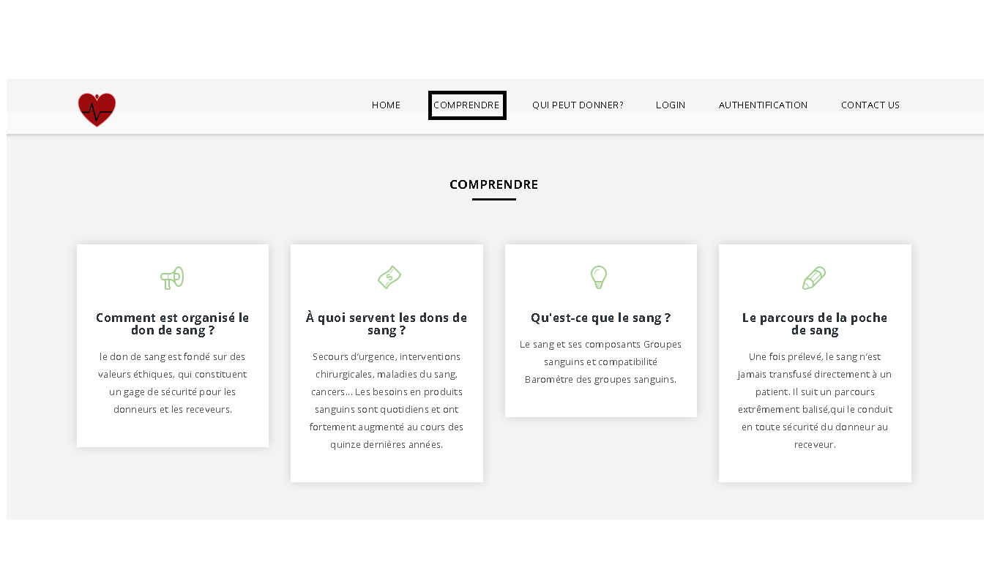 HOME COMPRENDRE QUI PEUT DONNER? LOGIN AUTHENTIFICATION CONTACT US
COMPRENDRE
Comment est organisé le
don de sang ?
le don de sang est fondé sur des
valeurs éthiques, qui constituent
un gage de sécurité pour les
donneurs et les receveurs.
À quoi servent les dons de
sang ?
Secours d’urgence, interventions
chirurgicales, maladies du sang,
cancers... Les besoins en produits
sanguins sont quotidiens et ont
fortement augmenté au cours des
quinze dernières années.
Qu'est-ce que le sang ?
Le sang et ses composants Groupes
sanguins et compatibilité
Baromètre des groupes sanguins.
Le parcours de la poche
de sang
Une fois prélevé, le sang n’est
jamais transfusé directement à un
patient. Il suit un parcours
extrêmement balisé,qui le conduit
en toute sécurité du donneur au
receveur.